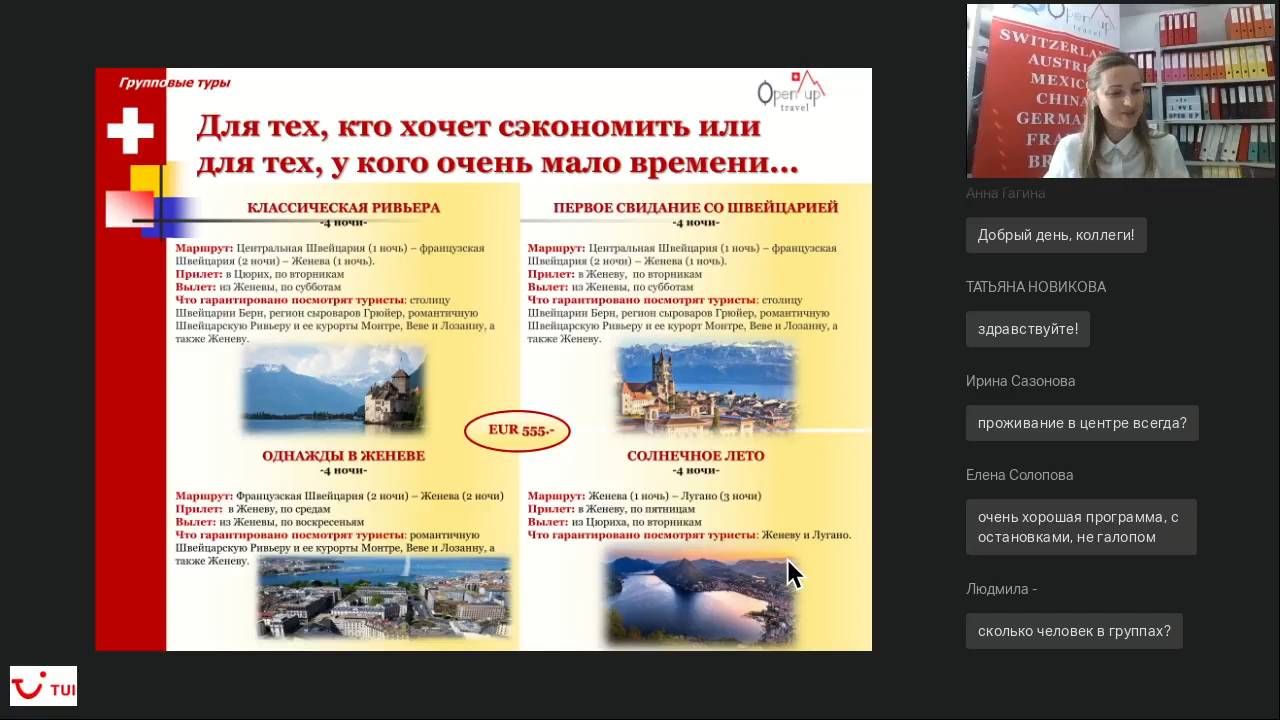 Групповые туры
Open up
travel
Для тех, кто хочет сэкономить или
для тех, у кого очень мало времени...
КЛАССИЧЕСКАЯ РИВЬЕРА
-4 ночи-
Маршрут: Центральная Швейцария (1 ночь) – французская
Швейцария (2 ночи) – Женева (1 ночь).
Прилет: в Цюрих, по вторникам
Вылет: из Женевы, по субботам
Что гарантировано посмотрят туристы: столицу
Швейцарии Берн, регион сыроваров Грюйер, романтичную
Швейцарскую Ривьеру и ее курорты Монтре, Веве и Лозанну, а
также Женеву.
ПЕРВОЕ СВИДАНИЕ СО ШВЕЙЦАРИЕЙ
-4 ночи-
Маршрут: Центральная Швейцария (1 ночь) – французская
Швейцария (2 ночи) – Женева (1 ночь).
Прилет: в Женеву, по вторникам
Вылет: из Женевы, по субботам
Что гарантировано посмотрят туристы: столицу
Швейцарии Берн, регион сыроваров Грюйер, романтичную
Швейцарскую Ривьеру и ее курорт Монтре, Веве и Лозанну, а
также Женеву.
EUR 555.-
ОДНАЖДЫ В ЖЕНЕВЕ
-4 ночи-
Маршрут: Французская Швейцария (2 ночи) – Женева (2 ночи)
Прилет: в Женеву, по средам
Вылет: из Женевы, по воскресеньям
Что гарантировано посмотрят туристы: романтичную
Швейцарскую Ривьеру и ее курорты Монтре, Веве и Лозанну, а
также Женеву.
СОЛНЕЧНОЕ ЛЕТО
-4 ночи-
Маршрут: Женева (1 ночь) – Лугано (3 ночи)
Прилет: в Женеву, по пятницам
Вылет: из Цюриха, по вторникам
Что гарантировано посмотрят туристы: Женеву и Лугано.
TUI
Open up
travel
SWITZERLA
AUSTRI
MEXIC
CHINA
GERMA
FRA
BR
LOVE
OPEN UP
Анна Гагина
Добрый день, коллеги!
ТАТЬЯНА НОВИКОВА
здравствуйте!
Ирина Сазонова
проживание в центре всегда?
Елена Солопова
очень хорошая программа, с
остановками, не галопом
Людмила -
сколько человек в группах?